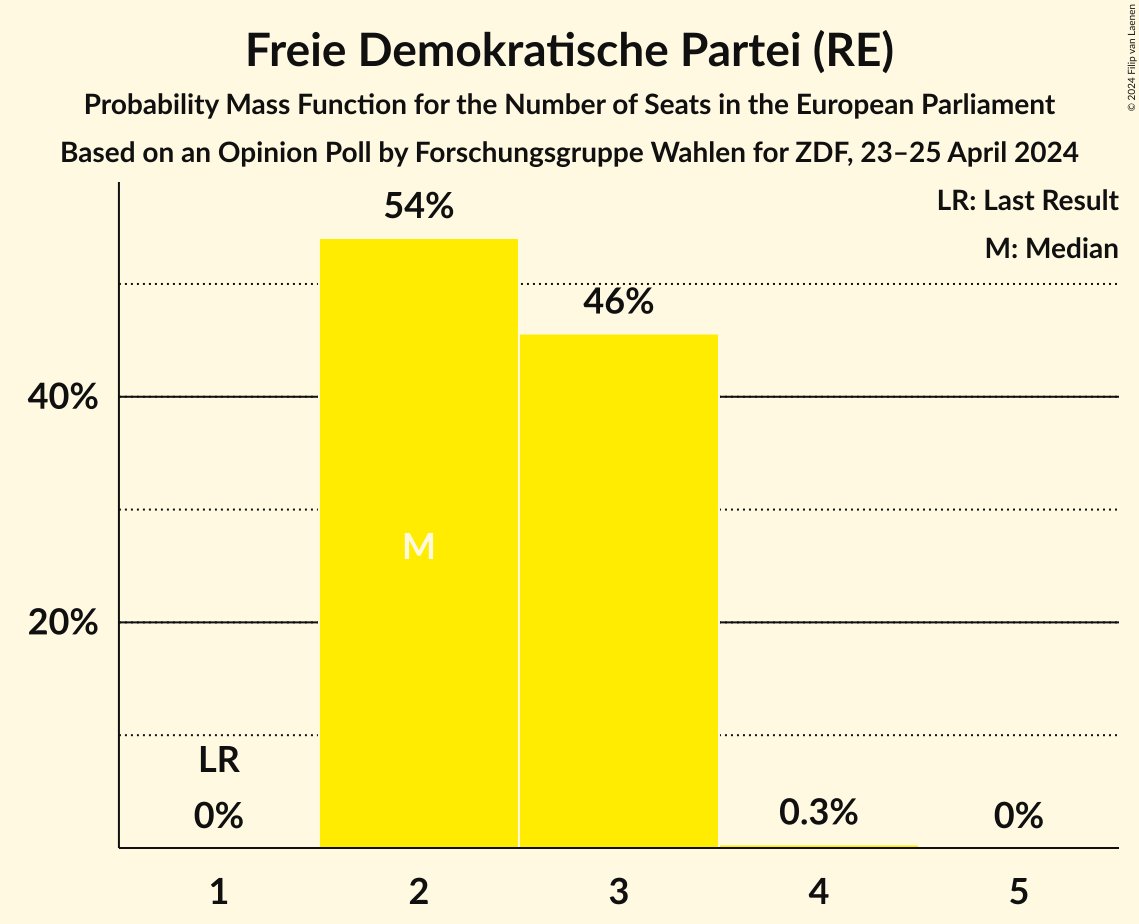 Freie Demokratische Partei (RE)
Probability Mass Function for the Number of Seats in the European Parliament
Based on an Opinion Poll by Forschungsgruppe Wahlen for ZDF, 23–25 April 2024
© 2024 Filip van Laenen
LR: Last Result
M: Median
54%
46%
40%
M
20%
LR
0%
0.3%
0%
1 2 3 4 5